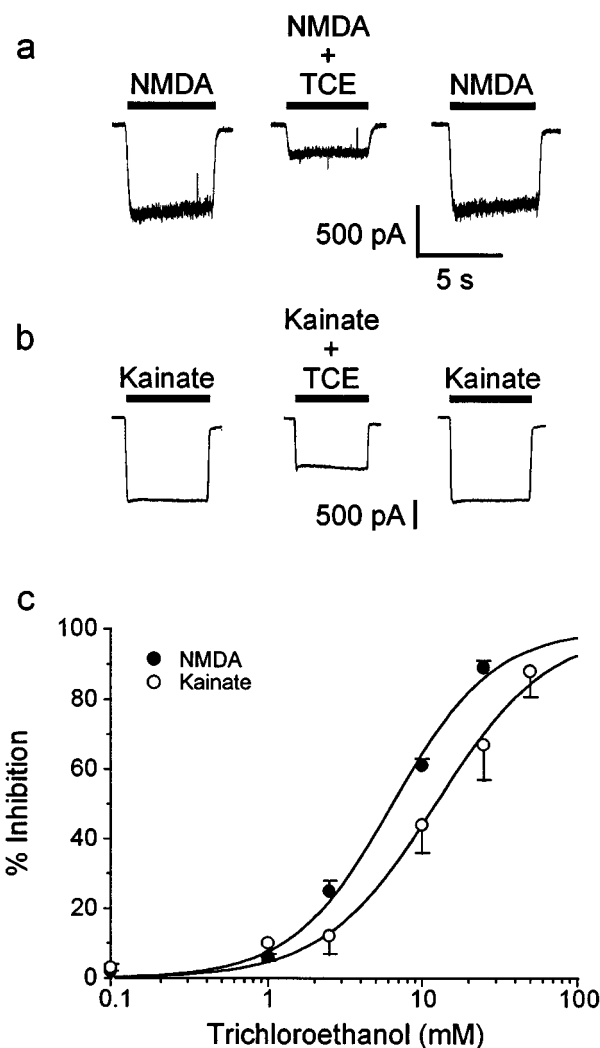 a
NMDA
NMDA
+
TCE
NMDA
500 pA
5 s
b
Kainate
Kainate
+
TCE
Kainate
500 pA
c
100
80
60
40
20
0
% Inhibition
NMDA
Kainate
0.1
1
10
100
Trichloroethanol (mM)